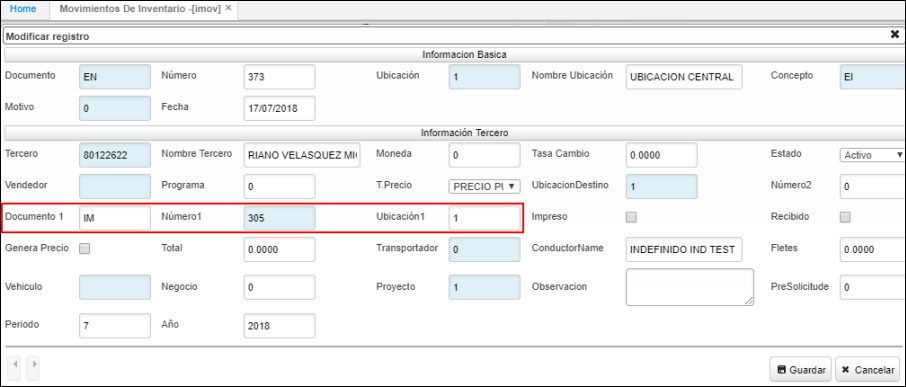 Home Movimientos De Inventario -[imov] ×
Modificar registro ✖
Informacion Basica
Documento EN Número 373 Ubicación 1 Nombre Ubicación UBICACION CENTRAL Concepto EI
Motivo 0 Fecha 17/07/2018
Información Tercero
Tercero 80122622 Nombre Tercero RIANO VELASQUEZ MI Moneda 0 Tasa Cambio 0.0000 Estado Activo
Vendedor Programa 0 T.Precio PRECIO PU UbicacionDestino 1 Número2 0
Documento 1 IM Número1 305 Ubicación1 1 Impreso Recibido
Genera Precio Total 0.0000 Transportador 0 ConductorName INDEFINIDO IND TEST Fletes 0.0000
Vehiculo Negocio 0 Proyecto 1 Observacion PreSolicitude 0
Periodo 7 Año 2018
Guardar ✖ Cancelar